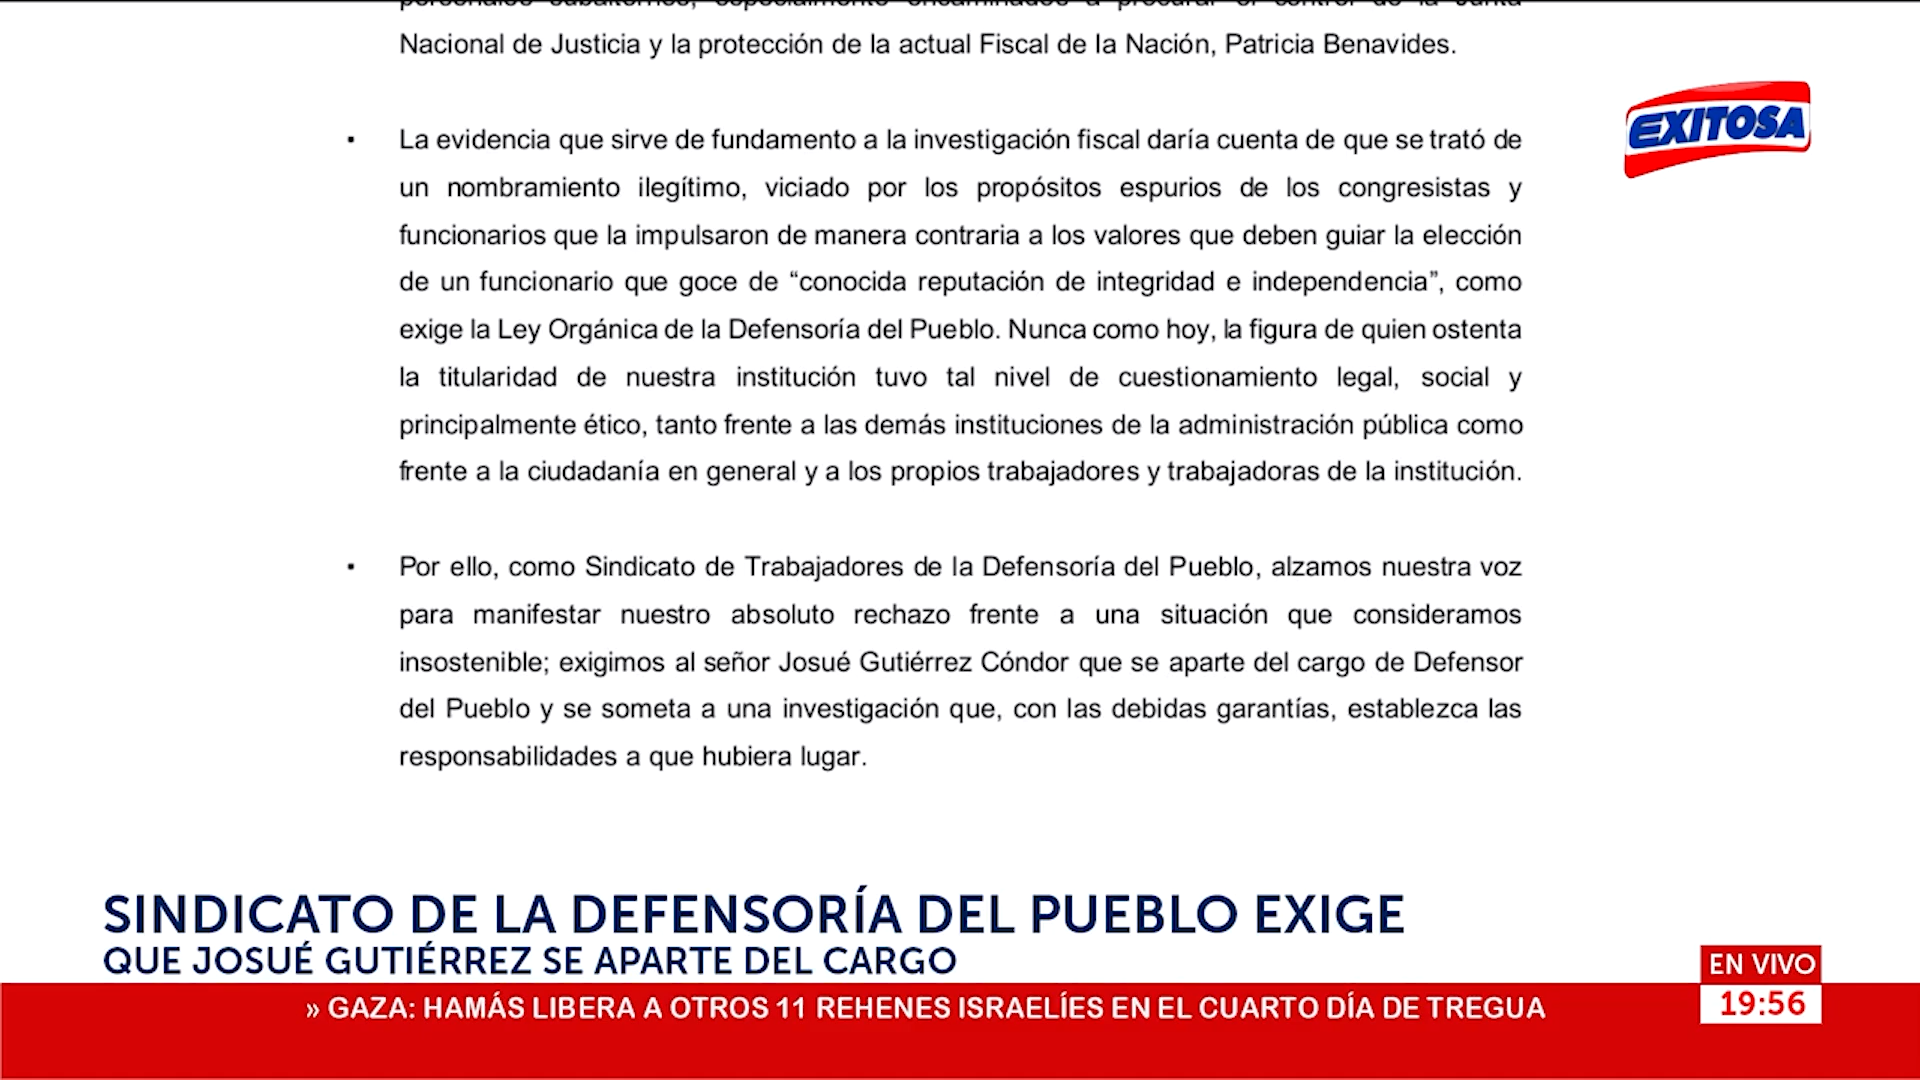 personales subalternos, especialmente encaminados a procurar el control de la Junta
Nacional de Justicia y la protección de la actual Fiscal de la Nación, Patricia Benavides.
EXITOSA
▪ La evidencia que sirve de fundamento a la investigación fiscal daría cuenta de que se trató de
un nombramiento ilegítimo, viciado por los propósitos espurios de los congresistas y
funcionarios que la impulsaron de manera contraria a los valores que deben guiar la elección
de un funcionario que goce de “conocida reputación de integridad e independencia”, como
exige la Ley Orgánica de la Defensoría del Pueblo. Nunca como hoy, la figura de quien ostenta
la titularidad de nuestra institución tuvo tal nivel de cuestionamiento legal, social y
principalmente ético, tanto frente a las demás instituciones de la administración pública como
frente a la ciudadanía en general y a los propios trabajadores y trabajadoras de la institución.
▪ Por ello, como Sindicato de Trabajadores de la Defensoría del Pueblo, alzamos nuestra voz
para manifestar nuestro absoluto rechazo frente a una situación que consideramos
insostenible; exigimos al señor Josué Gutiérrez Cóndor que se aparte del cargo de Defensor
del Pueblo y se someta a una investigación que, con las debidas garantías, establezca las
responsabilidades a que hubiera lugar.
SINDICATO DE LA DEFENSORÍA DEL PUEBLO EXIGE
QUE JOSUÉ GUTIÉRREZ SE APARTE DEL CARGO
EN VIVO
19:56
» GAZA: HAMÁS LIBERA A OTROS 11 REHENES ISRAELÍES EN EL CUARTO DÍA DE TREGUA